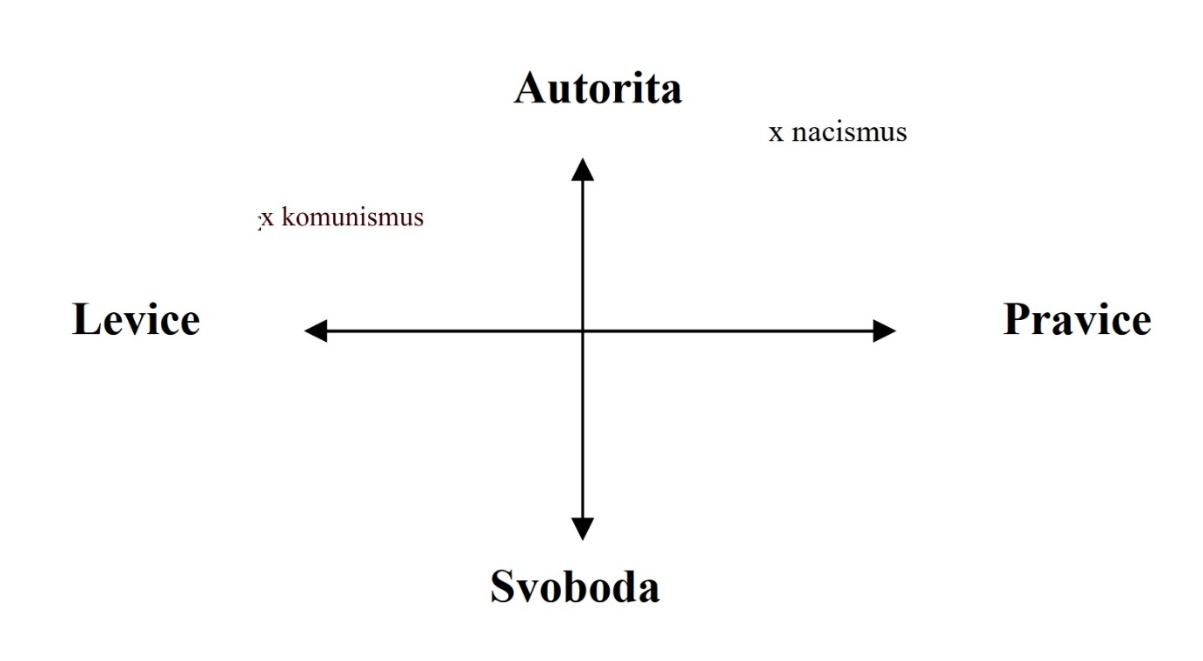 Autorita
x nacismus
x komunismus
Levice
Pravice
Svoboda